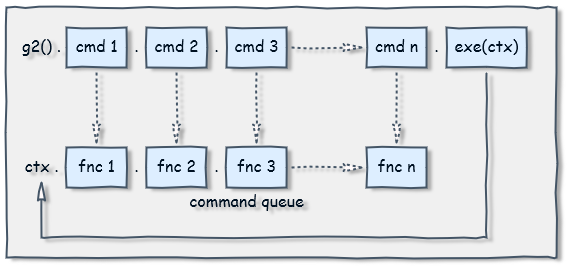 g2() . cmd 1 . cmd 2 . cmd 3 cmd n . exe(ctx)
ctx . fnc 1 . fnc 2 . fnc 3 fnc n
command queue